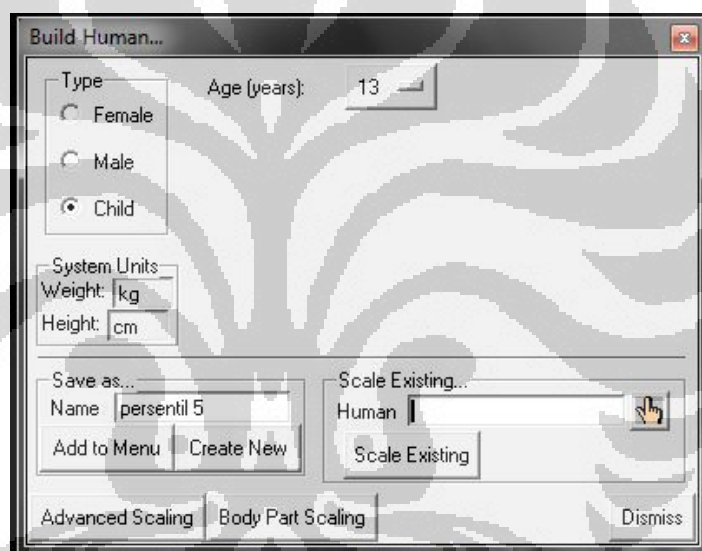 Build Human...
Type
Age (years): 13
Female
Male
Child
System Units
Weight: kg
Height: cm
Save as...
Name persentil 5
Add to Menu Create New
Scale Existing...
Human
Scale Existing
Advanced Scaling Body Part Scaling Dismiss